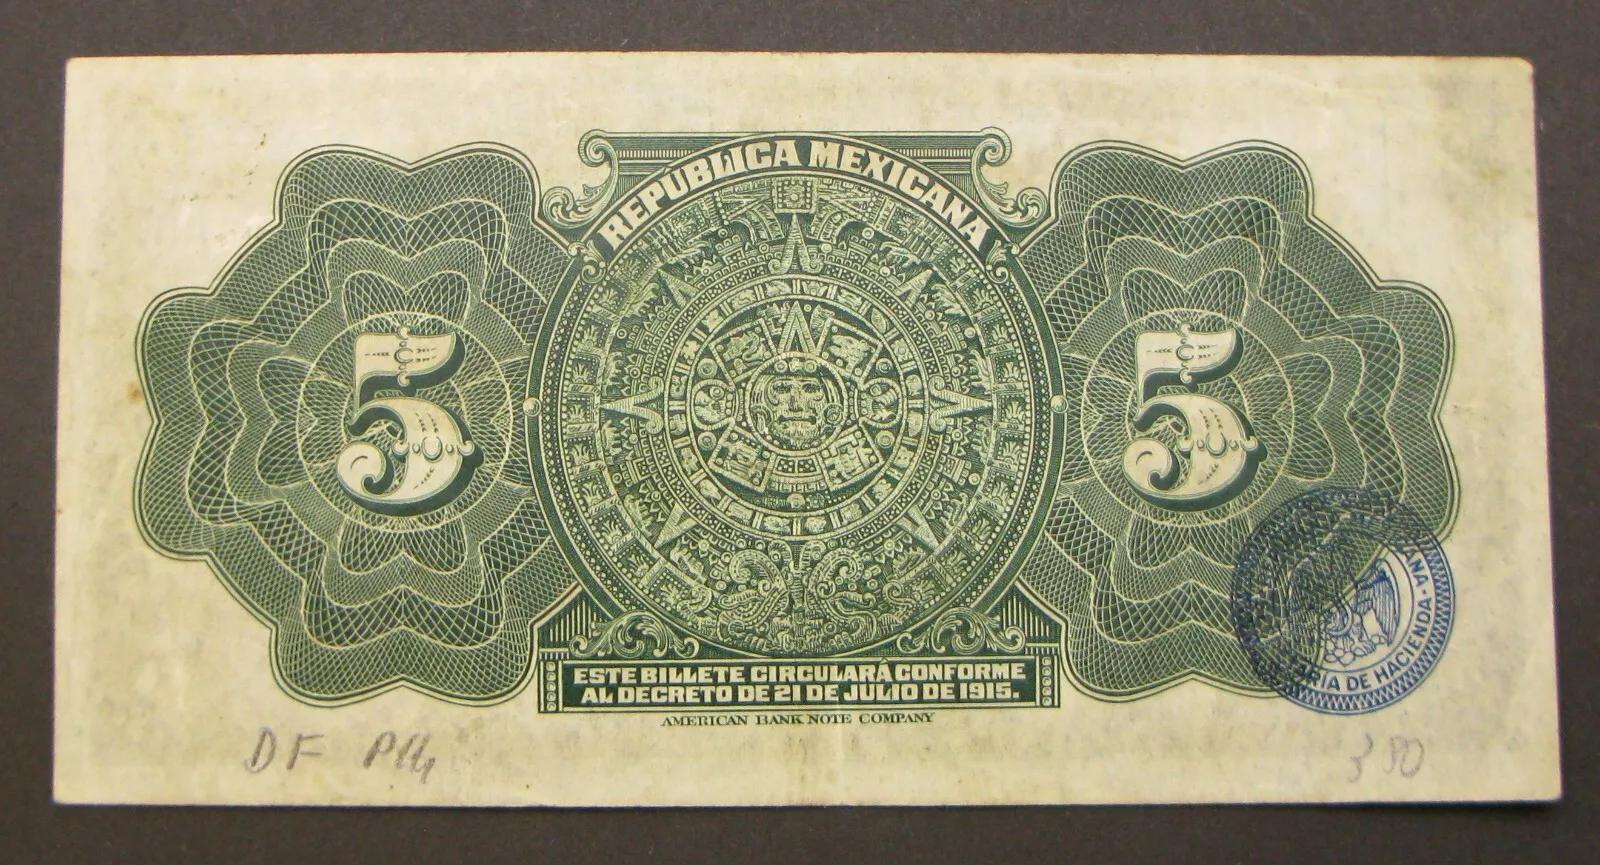 REPUBLICA MEXICANA
5 5
ESTE BILLETE CIRCULARÁ CONFORME
AL DECRETO DE 21 DE JULIO DE 1915.
AMERICAN BANK NOTE COMPANY
DE HACIENDA
DF
380